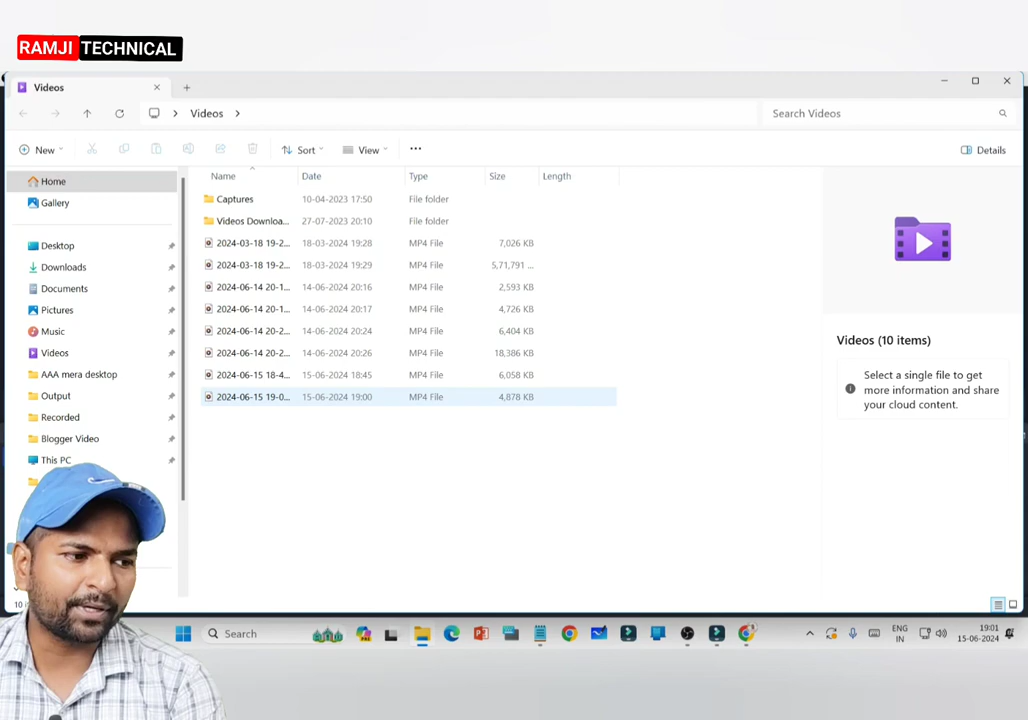 RAMJI TECHNICAL
Videos
Videos
Search Videos
New Sort View Details
Name Date Type Size Length
Captures 10-04-2023 17:50 File folder
Videos Downloa... 27-07-2023 20:10 File folder
2024-03-18 19-2... 18-03-2024 19:28 MP4 File 7,026 KB
2024-03-18 19-2... 18-03-2024 19:29 MP4 File 5,71,791 ...
2024-06-14 20-1... 14-06-2024 20:16 MP4 File 2,593 KB
2024-06-14 20-1... 14-06-2024 20:17 MP4 File 4,726 KB
2024-06-14 20-2... 14-06-2024 20:24 MP4 File 6,404 KB
2024-06-14 20-2... 14-06-2024 20:26 MP4 File 18,386 KB
2024-06-15 18-4... 15-06-2024 18:45 MP4 File 6,058 KB
2024-06-15 19-0... 15-06-2024 19:00 MP4 File 4,878 KB
Home
Gallery
Desktop
Downloads
Documents
Pictures
Music
Videos
AAA mera desktop
Output
Recorded
Blogger Video
This PC
Videos (10 items)
Select a single file to get
more information and share
your cloud content.
10
Search
ENG
IN
19:01
15-06-2024